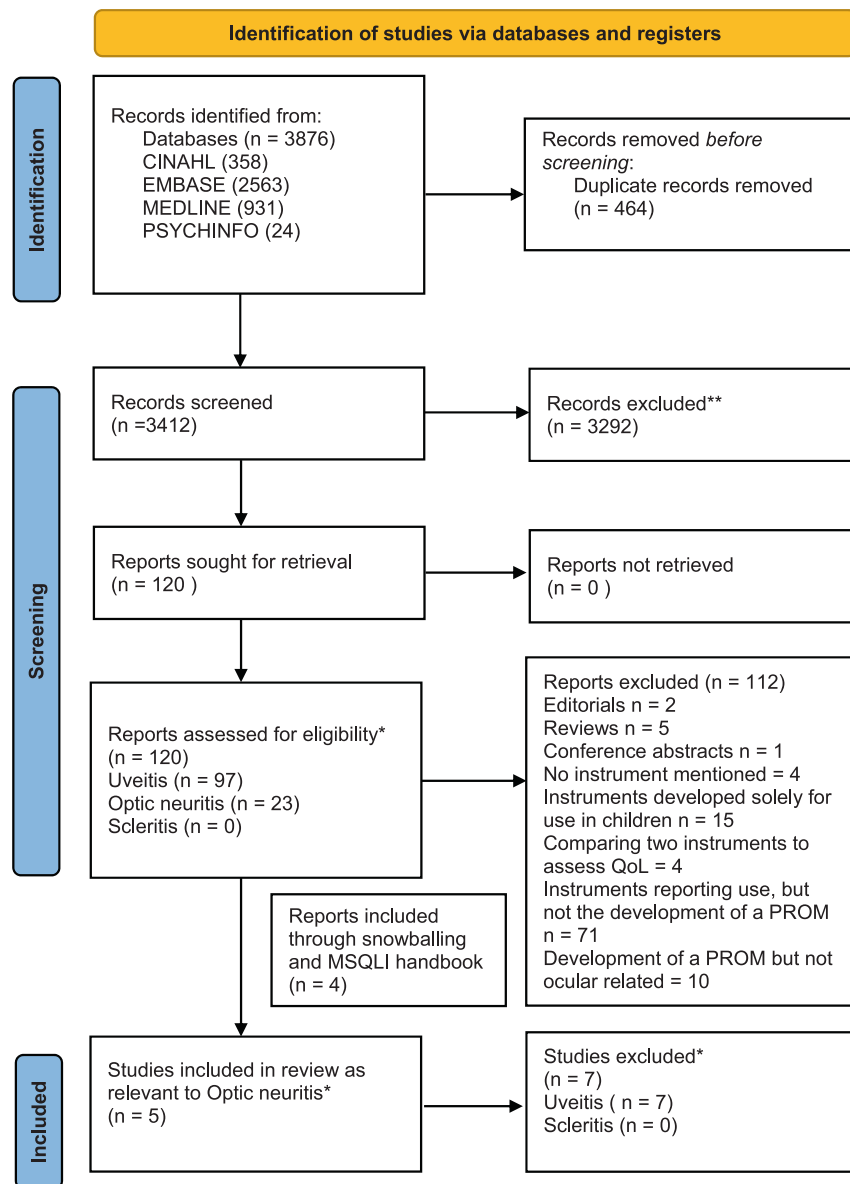 Identification of studies via databases and registers
Identification
Records identified from:
Databases (n = 3876)
CINAHL (358)
EMBASE (2563)
MEDLINE (931)
PSYCHINFO (24)
Records removed before
screening:
Duplicate records removed
(n = 464)
Screening
Records screened
(n =3412)
Records excluded**
(n = 3292)
Reports sought for retrieval
(n = 120 )
Reports not retrieved
(n = 0 )
Reports assessed for eligibility*
(n = 120)
Uveitis (n = 97)
Optic neuritis (n = 23)
Scleritis (n = 0)
Reports excluded (n = 112)
Editorials n = 2
Reviews n = 5
Conference abstracts n = 1
No instrument mentioned = 4
Instruments developed solely for
use in children n = 15
Comparing two instruments to
assess QoL = 4
Instruments reporting use, but
not the development of a PROM
n = 71
Development of a PROM but not
ocular related = 10
Reports included
through snowballing
and MSQLI handbook
(n = 4)
Included
Studies included in review as
relevant to Optic neuritis*
(n = 5)
Studies excluded*
(n = 7)
Uveitis ( n = 7)
Scleritis (n = 0)